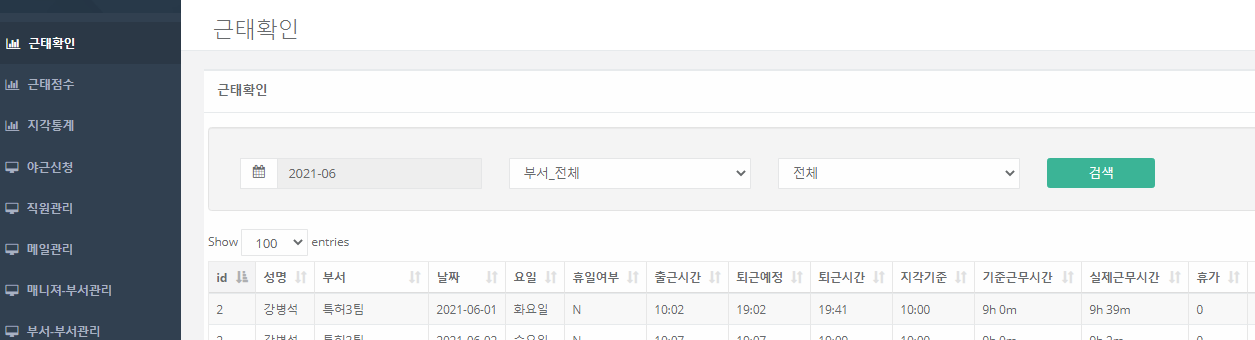 근태확인
근태점수
지각통계
야근신청
직원관리
메일관리
매니져-부서관리
부서-부서관리
근태확인
근태확인
2021-06 부서_전체 전체 검색
Show 100 entries
id 성명 부서 날짜 요일 휴일여부 출근시간 퇴근예정 퇴근시간 지각기준 기준근무시간 실제근무시간 휴가
2 강병석 특허3팀 2021-06-01 화요일 N 10:02 19:02 19:41 10:00 9h 0m 9h 39m 0